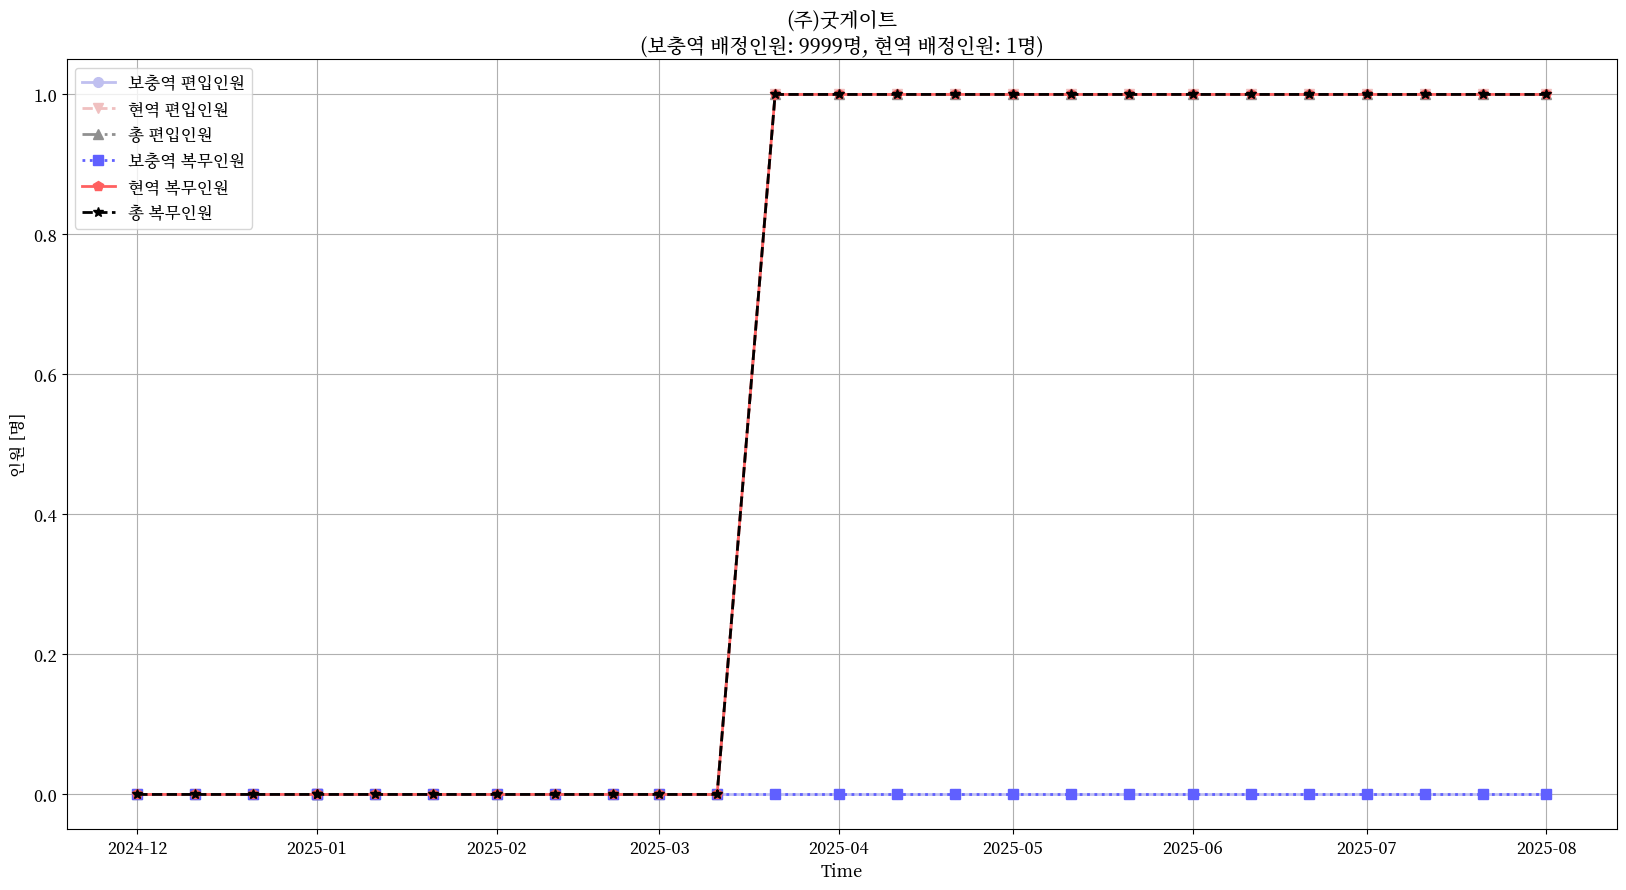 (주)굿게이트
(보충역 배정인원: 9999명, 현역 배정인원: 1명)
보충역 편입인원
현역 편입인원
총 편입인원
보충역 복무인원
현역 복무인원
총 복무인원
1.0
0.8
0.6
0.4
0.2
0.0
인원 [명]
2024-12
2025-01
2025-02
2025-03
2025-04
2025-05
2025-06
2025-07
2025-08
Time